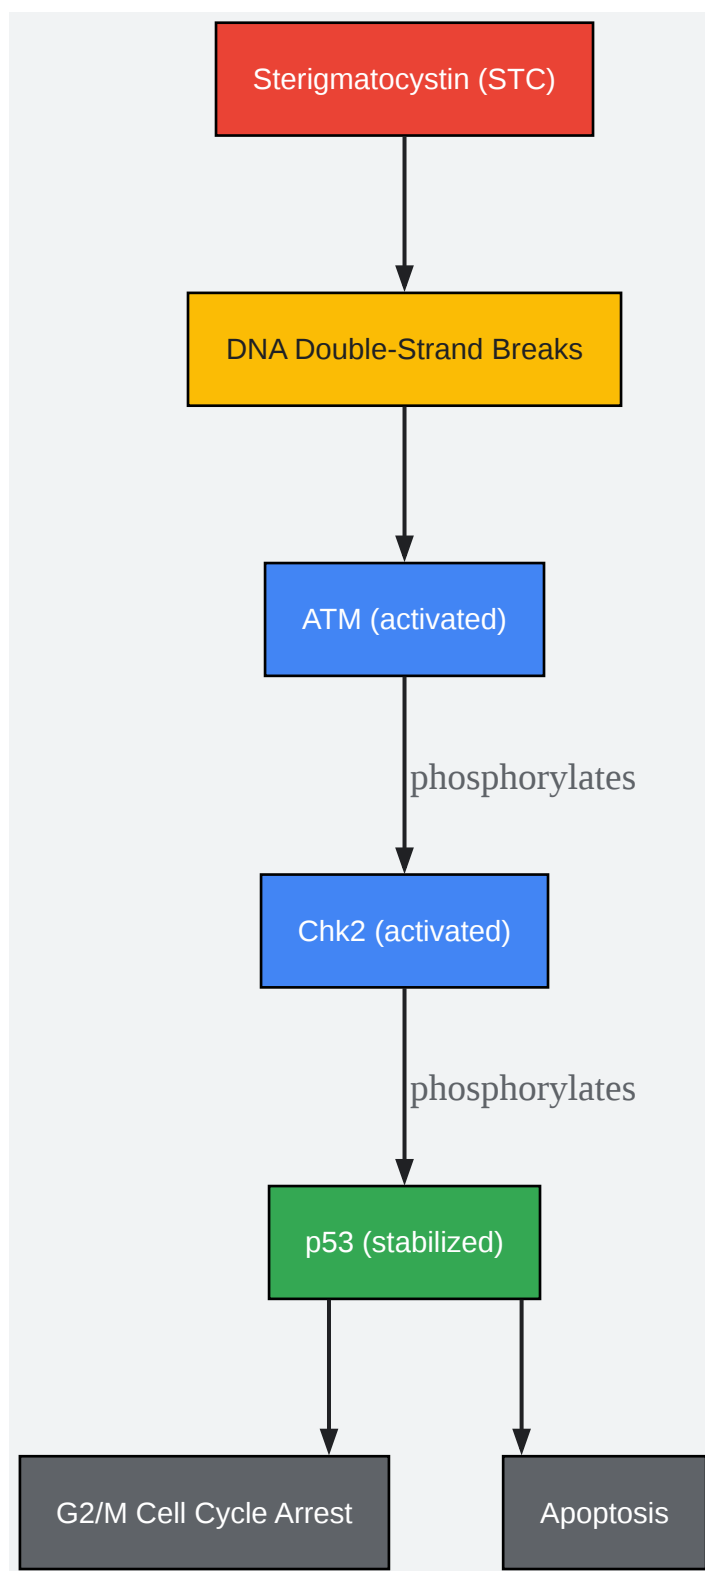 Sterigmatocystin (STC)
DNA Double-Strand Breaks
ATM (activated)
phosphorylates
Chk2 (activated)
phosphorylates
p53 (stabilized)
G2/M Cell Cycle Arrest
Apoptosis